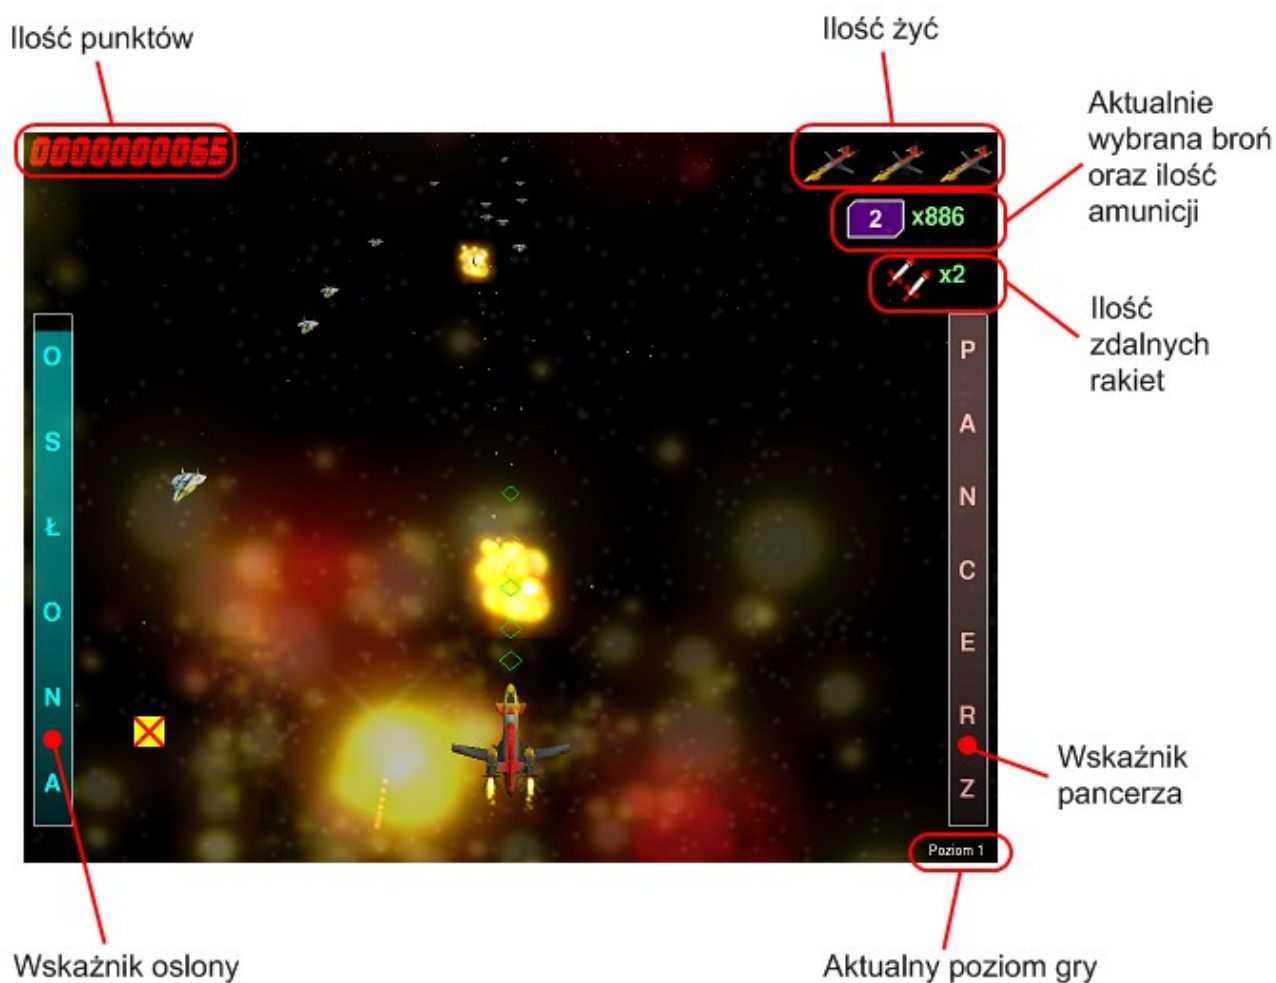 Ilość punktów
Ilość żyć
Aktualnie
wybrana broń
oraz ilość
amunicji
0000000065
2 x886
x2
Ilość
zdalnych
rakiet
O
S
Ł
O
N
A
P
A
N
C
E
R
Z
Wskaźnik
pancerza
Poziom 1
Wskaźnik oslony
Aktualny poziom gry